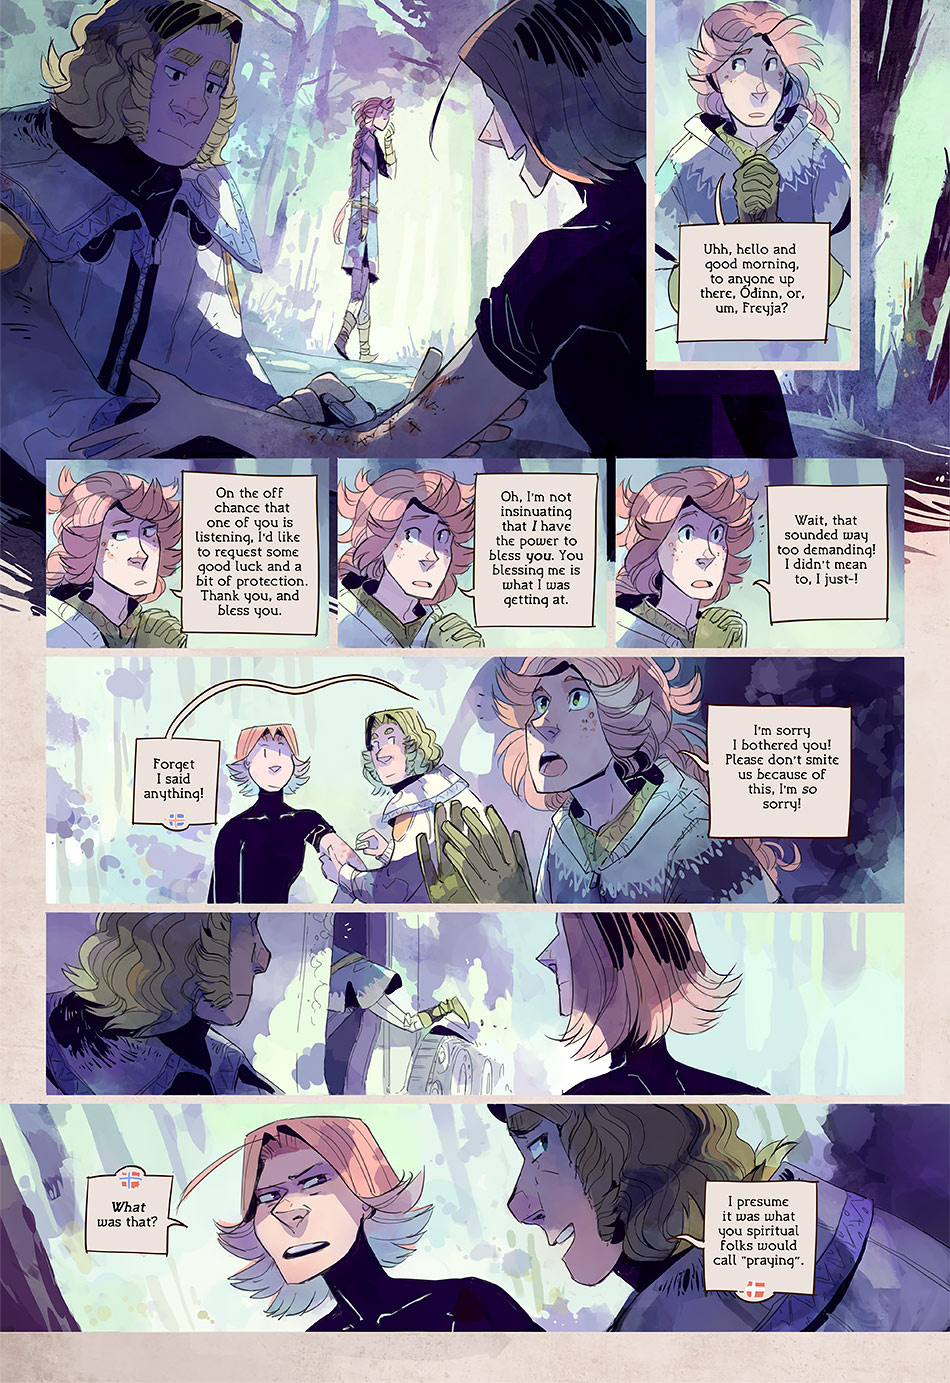 Uhh, hello and
good morning,
to anyone up
there, Óðinn, or,
um, Freyja?
On the off
chance that
one of you is
listening, I'd like
to request some
good luck and a
bit of protection.
Thank you, and
bless you.
Oh, I'm not
insinuating
that I have
the power to
bless you. You
blessing me is
what I was
getting at.
Wait, that
sounded way
too demanding!
I didn't mean
to, I just-!
I'm sorry
I bothered you!
Please don't smite
us because of
this, I'm so
sorry!
Forget
I said
anything!
What
was that?
I presume
it was what
you spiritual
folks would
call "praying".